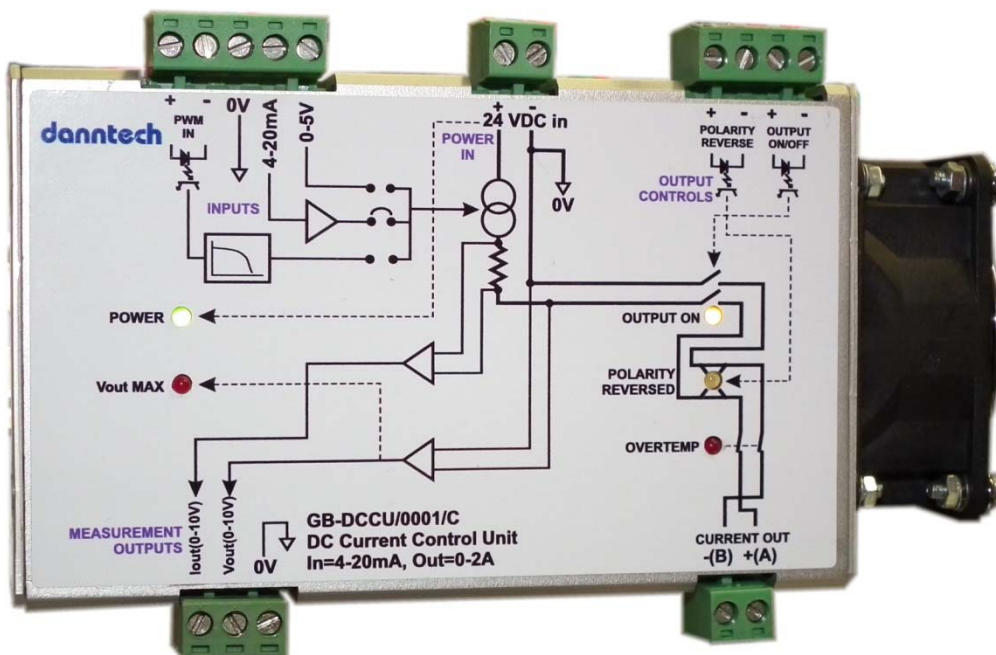 danntech
+ -
PWM
IN
0V
4-20mA
0-5V
INPUTS
+ -
24 VDC in
POWER
IN
0V
+ - + -
POLARITY
REVERSE
OUTPUT
ON/OFF
OUTPUT
CONTROLS
POWER
OUTPUT ON
Vout MAX
POLARITY
REVERSED
OVERTEMP
MEASUREMENT
OUTPUTS
Iout(0-10V)
Vout(0-10V)
0V
GB-DCCU/0001/C
DC Current Control Unit
In=4-20mA, Out=0-2A
CURRENT OUT
-(B) +(A)